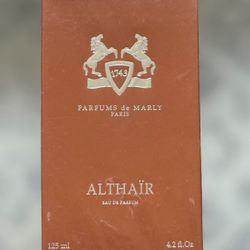 1743
PARFUMS de MARLY
PARIS
ALTHAÏR
EAU DE PARFUM
125 ml 4.2 fl.Oz